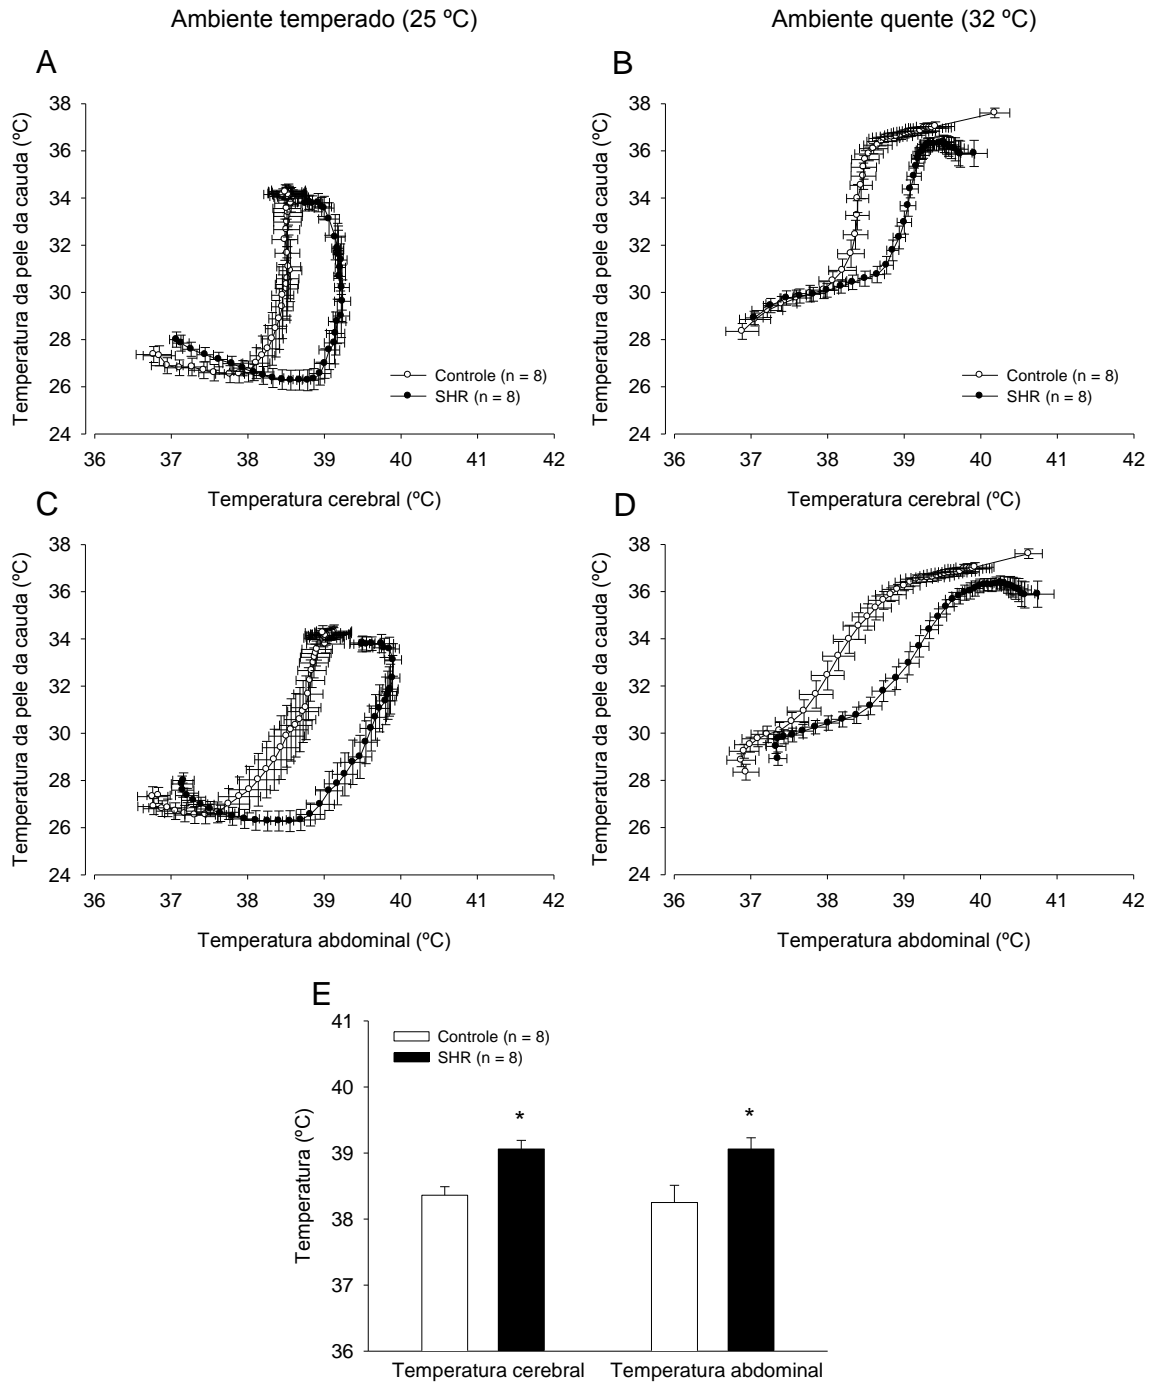 Ambiente temperado (25 ºC)
Ambiente quente (32 ºC)
A
Temperatura da pele da cauda (ºC)
38
36
34
32
30
28
26
24
Controle (n = 8)
SHR (n = 8)
36 37 38 39 40 41 42
Temperatura cerebral (ºC)
B
Temperatura da pele da cauda (ºC)
38
36
34
32
30
28
26
24
Controle (n = 8)
SHR (n = 8)
36 37 38 39 40 41 42
Temperatura cerebral (ºC)
C
Temperatura da pele da cauda (ºC)
38
36
34
32
30
28
26
24
36 37 38 39 40 41 42
Temperatura abdominal (ºC)
D
Temperatura da pele da cauda (ºC)
38
36
34
32
30
28
26
24
36 37 38 39 40 41 42
Temperatura abdominal (ºC)
E
Temperatura (ºC)
41
40
39
38
37
36
Controle (n = 8)
SHR (n = 8)
* *
Temperatura cerebral Temperatura abdominal